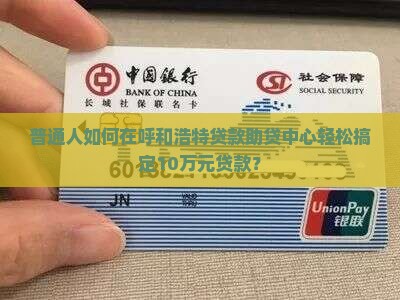 中国银行
BANK OF CHINA
长城社保联名卡
社会保障
SOCIAL SECURITY
普通人如何在呼和浩特贷款助贷中心轻松搞
定10万元贷款?
JN
UnionPay
银联